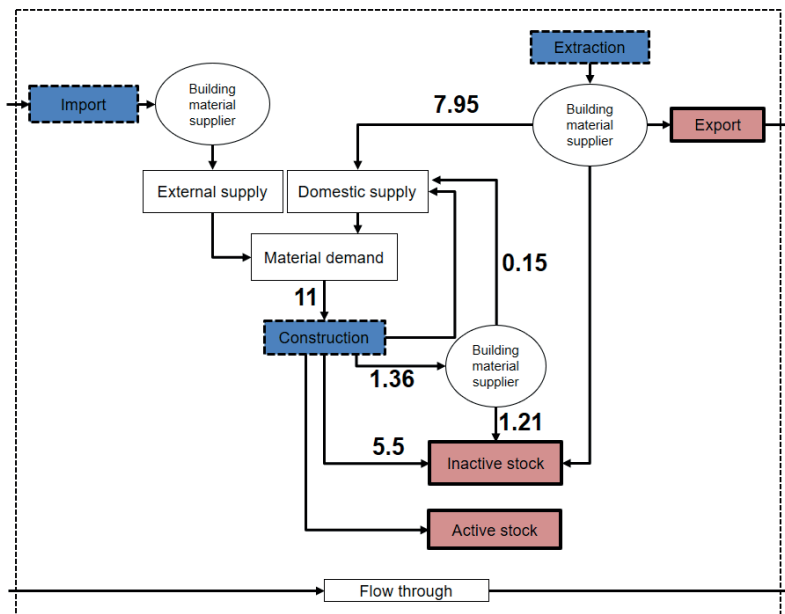 Extraction
Import
Building
material
supplier
7.95
Building
material
supplier
Export
External supply
Domestic supply
Material demand
0.15
11
Construction
Building
material
supplier
1.36
1.21
5.5
Inactive stock
Active stock
Flow through